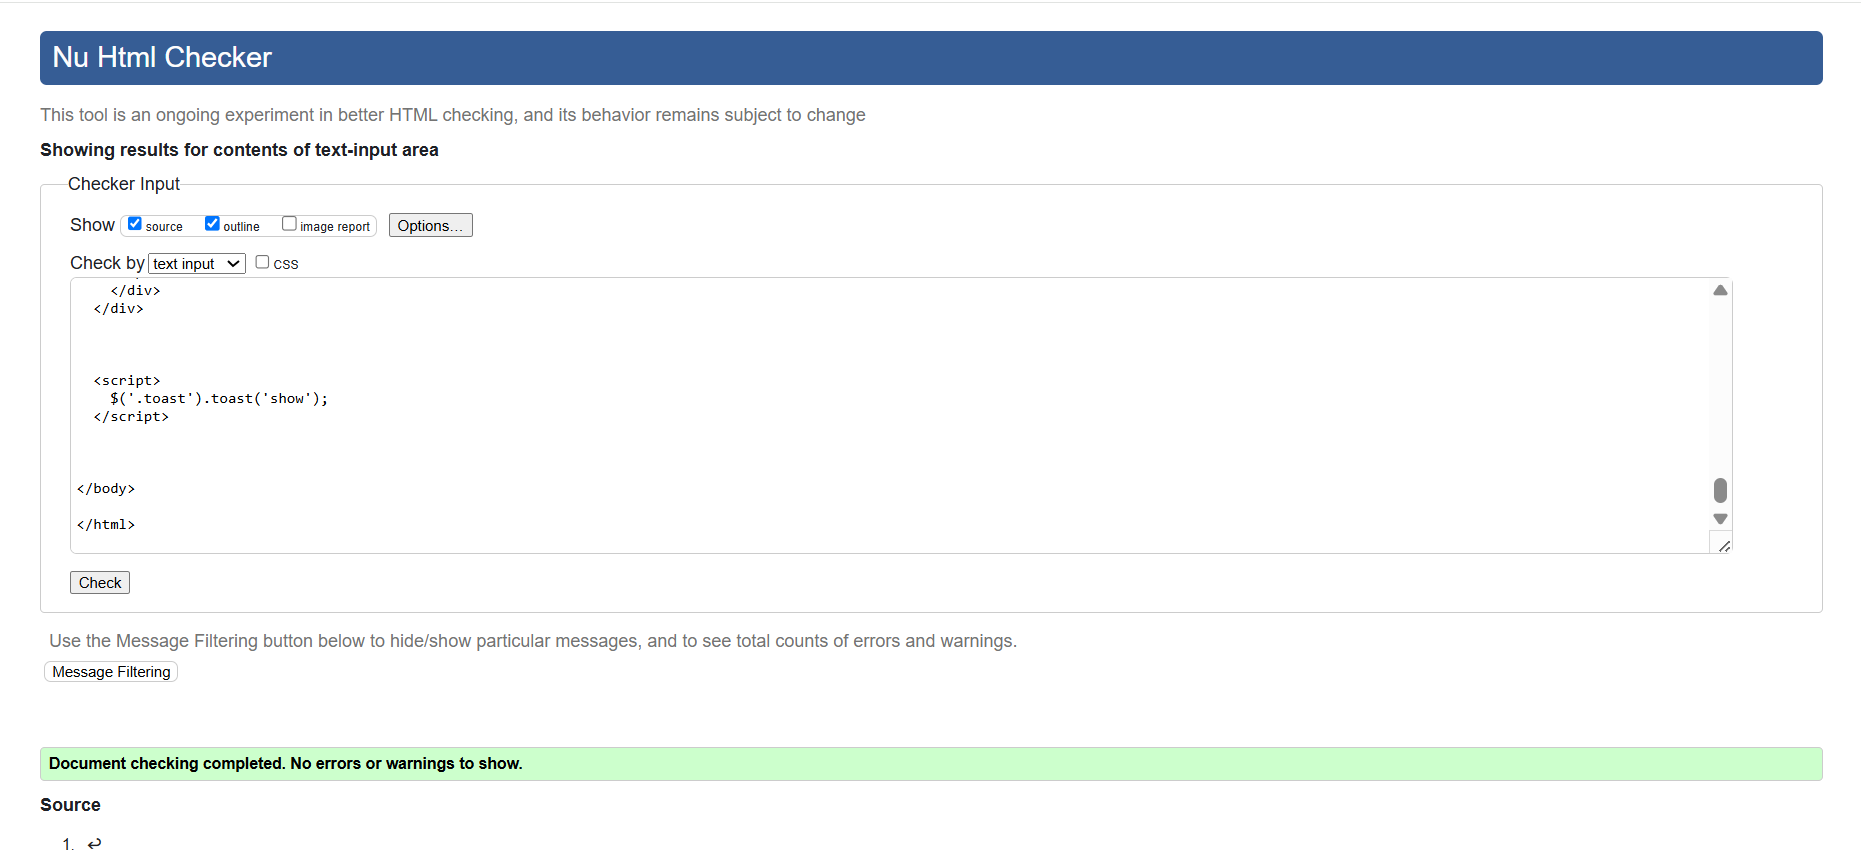 Nu Html Checker
This tool is an ongoing experiment in better HTML checking, and its behavior remains subject to change
Showing results for contents of text-input area
Checker Input
Show source outline image report Options...
Check by text input CSS
</div>
</div>
<script>
$('.toast').toast('show');
</script>
</body>
</html>
Check
Use the Message Filtering button below to hide/show particular messages, and to see total counts of errors and warnings.
Message Filtering
Document checking completed. No errors or warnings to show.
Source
1. ↩